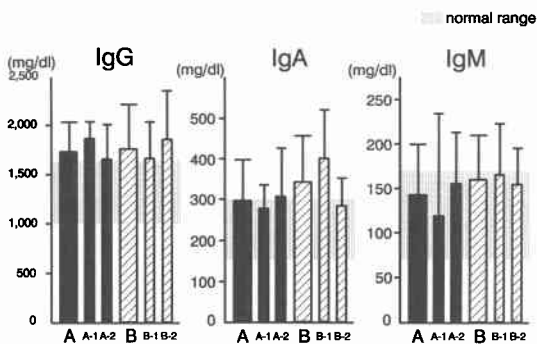 normal range
IgG
IgA
IgM
(mg/dl)
2,500
2,000
1,500
1,000
500
0
A A-1 A-2 B B-1 B-2
(mg/dl)
500
400
300
200
100
0
A A-1 A-2 B B-1 B-2
(mg/dl)
250
200
150
100
50
0
A A-1 A-2 B B-1 B-2